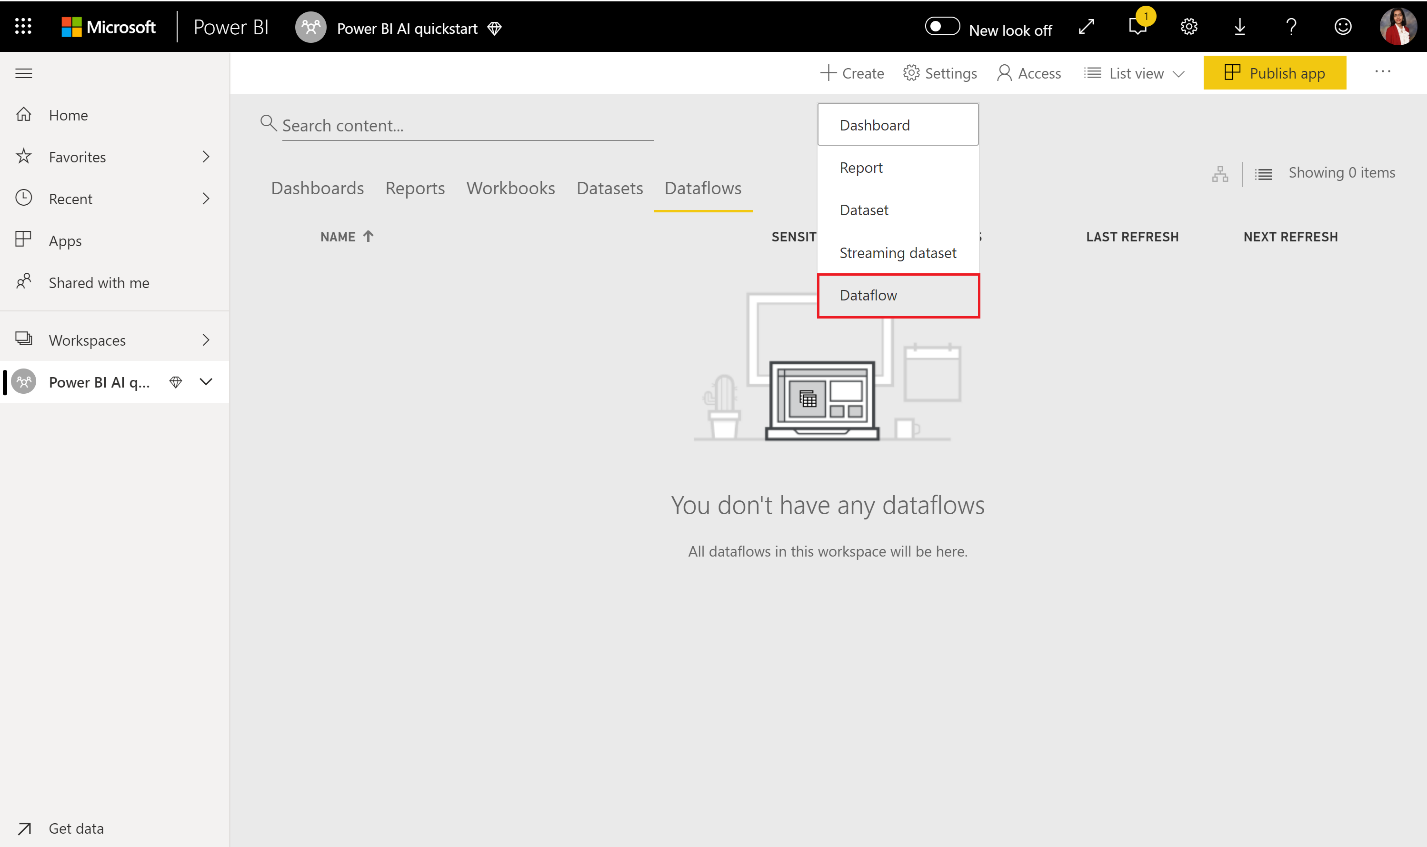 Microsoft Power BI Power BI AI quickstart New look off 1
Create Settings Access List view Publish app ...
Home
Favorites
Recent
Apps
Shared with me
Workspaces
Power BI AI q...
Get data
Search content...
Dashboard
Report
Dataset
Streaming dataset
Dataflow
Dashboards Reports Workbooks Datasets Dataflows
Showing 0 items
NAME LAST REFRESH NEXT REFRESH
You don't have any dataflows
All dataflows in this workspace will be here.